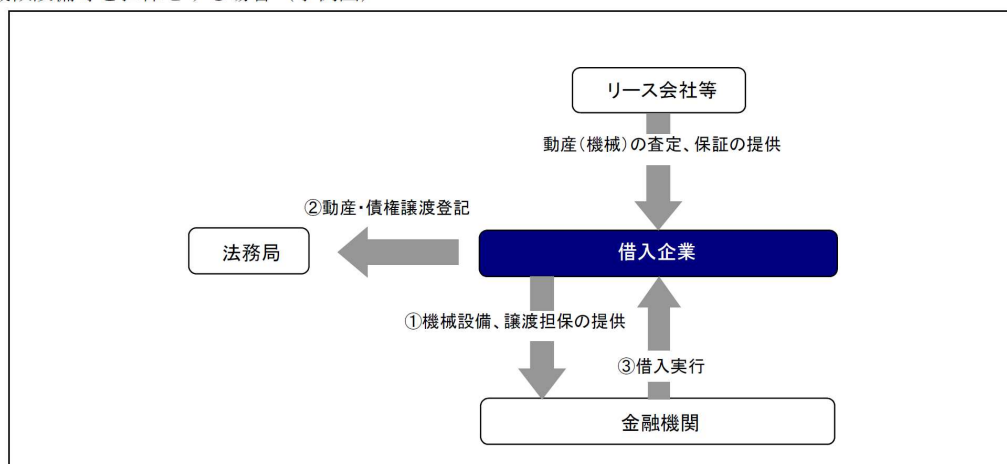 リース会社等
動産（機械）の査定、保証の提供
②動産・債権譲渡登記
法務局
借入企業
①機械設備、譲渡担保の提供
③借入実行
金融機関